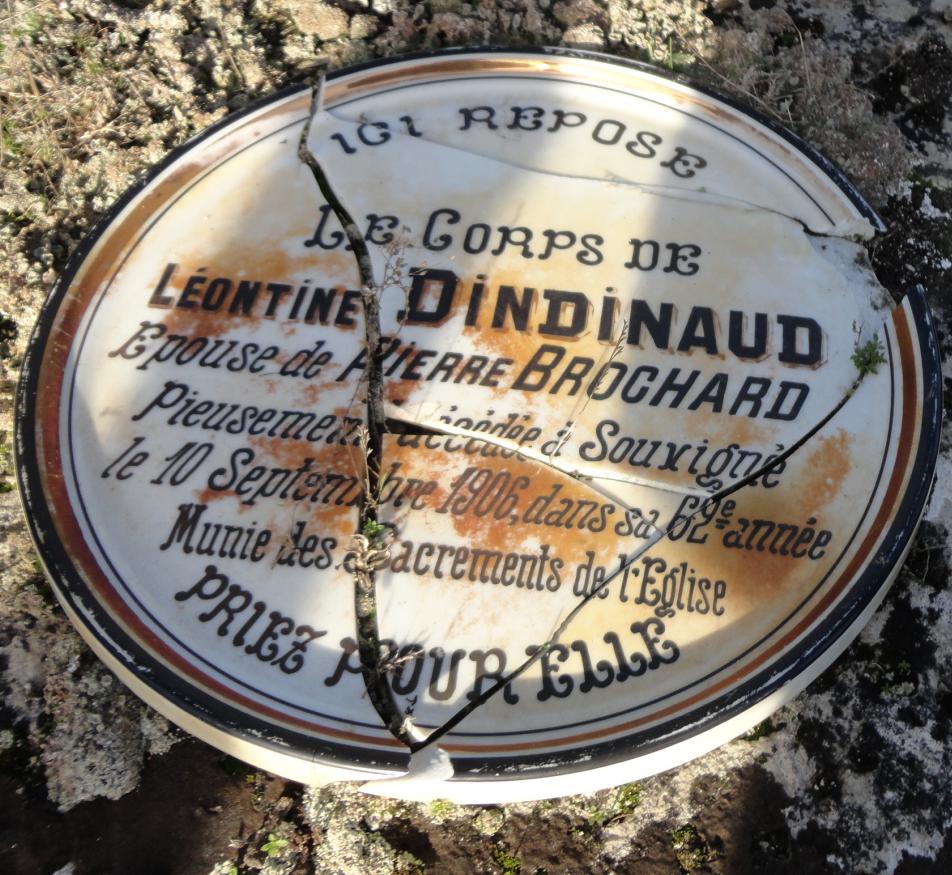 ICI REPOSE
LE CORPS DE
LÉONTINE DINDINAUD
Epouse de PIERRE BROCHARD
Pieusement décédée à Souvigné
le 10 Septembre 1906, dans sa 62ème année
Munie des Sacrements de l'Eglise
PRIEZ POUR ELLE